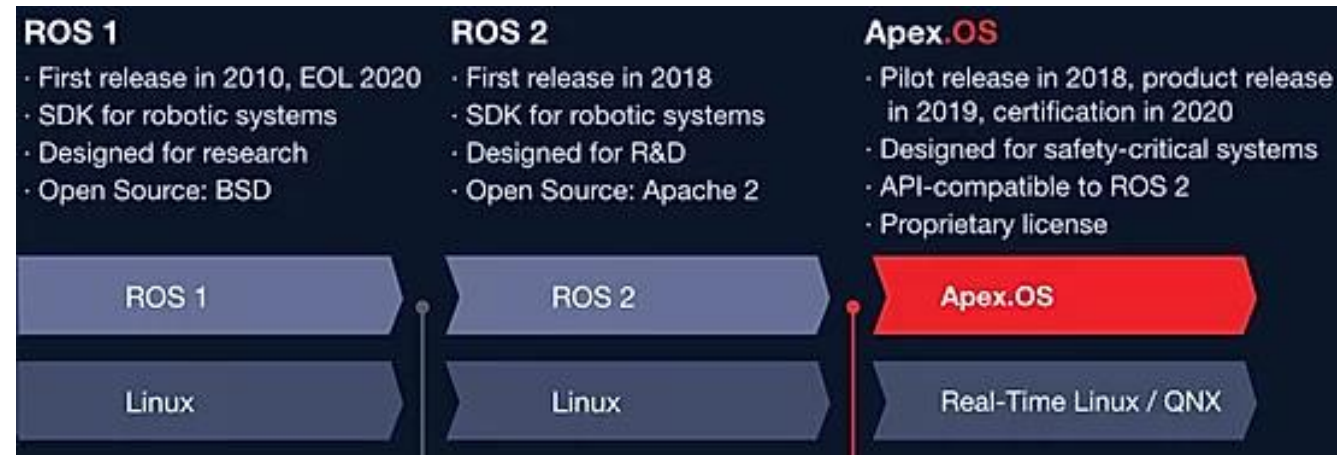 ROS 1
· First release in 2010, EOL 2020
· SDK for robotic systems
· Designed for research
· Open Source: BSD
ROS 2
· First release in 2018
· SDK for robotic systems
· Designed for R&D
· Open Source: Apache 2
Apex.OS
· Pilot release in 2018, product release
in 2019, certification in 2020
· Designed for safety-critical systems
· API-compatible to ROS 2
· Proprietary license
ROS 1
ROS 2
Apex.OS
Linux
Linux
Real-Time Linux / QNX